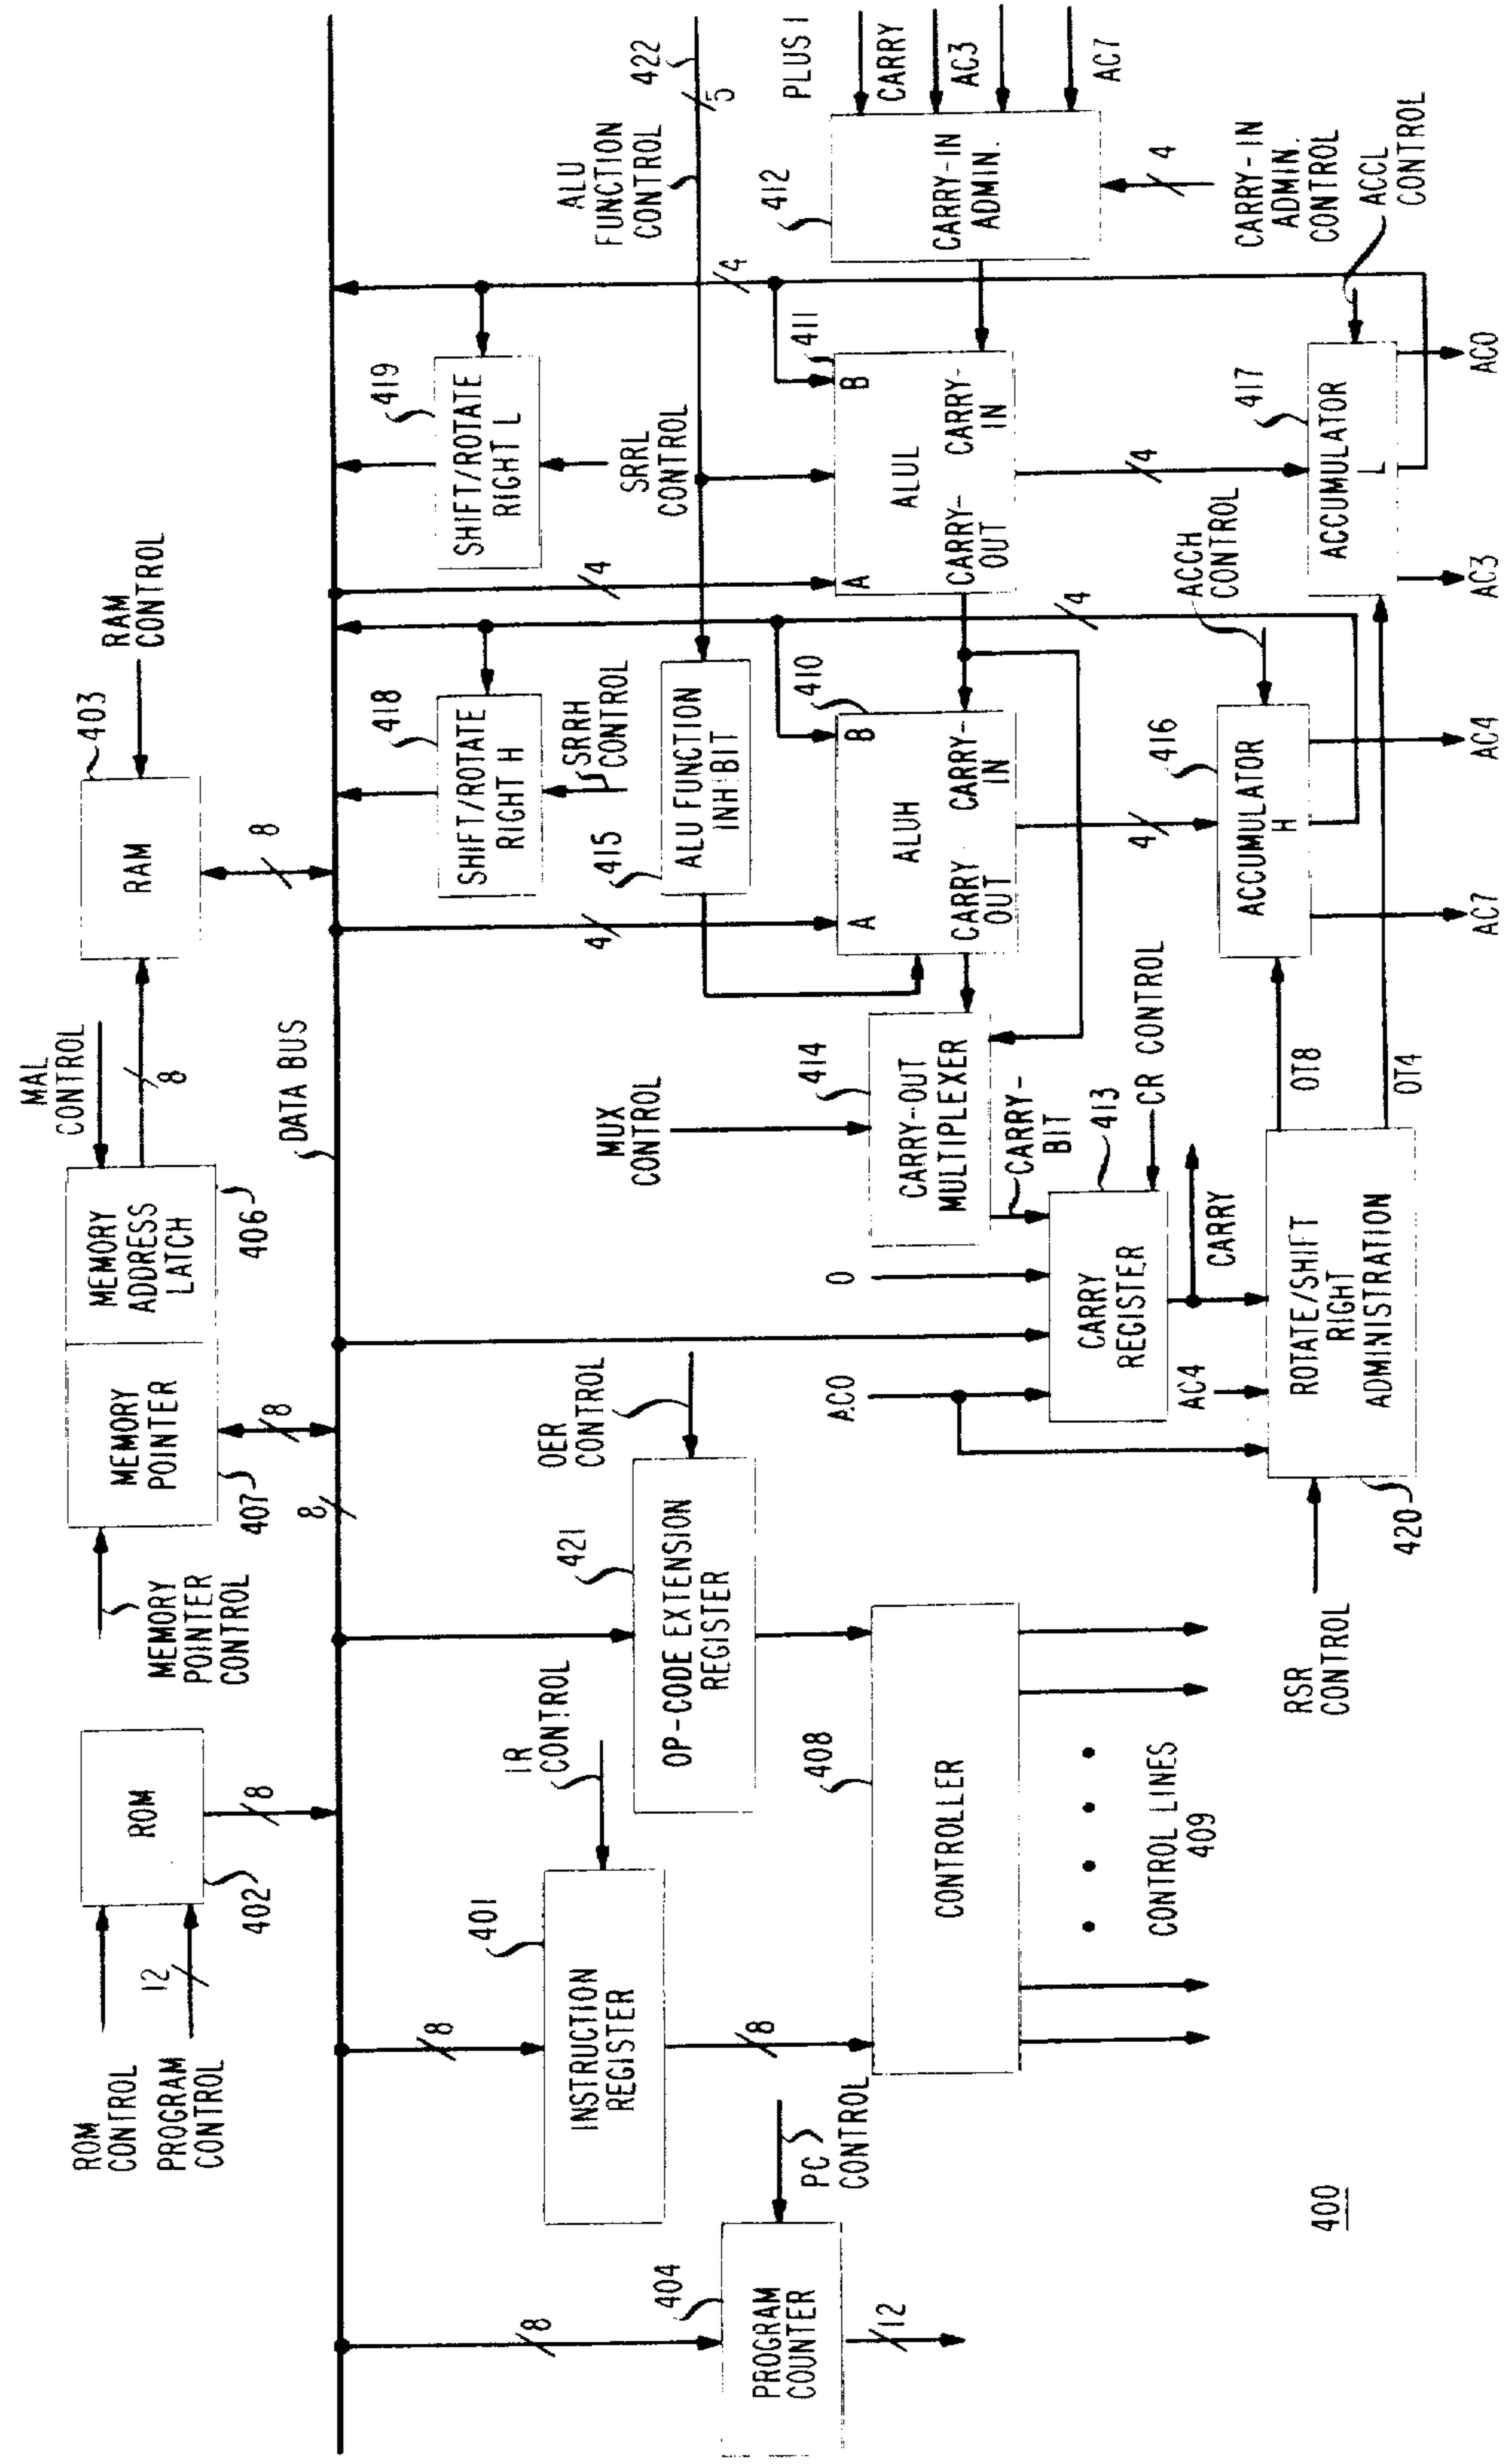 ROM
CONTROL
PROGRAM
CONTROL
12
ROM
402
8
MEMORY
POINTER
CONTROL
MEMORY
POINTER
407
8
MEMORY
ADDRESS
LATCH
406
MAL
CONTROL
8
RAM
403
RAM
CONTROL
8
8
DATA BUS
8
404
PROGRAM
COUNTER
12
PC
CONTROL
8
401
INSTRUCTION
REGISTER
IR
CONTROL
8
421
OP-CODE EXTENSION
REGISTER
OER
CONTROL
408
CONTROLLER
CONTROL LINES
409
400
AC0
0
CARRY
REGISTER
413
CR CONTROL
CARRY-
BIT
CARRY
AC4
RSR
CONTROL
ROTATE/SHIFT
RIGHT
ADMINISTRATION
420
OT8
OT4
MUX
CONTROL
414
CARRY-OUT
MULTIPLEXER
4
418
SHIFT/ROTATE
RIGHT H
SRRH
CONTROL
415
ALU FUNCTION
INHIBIT
410
A
B
ALUH
CARRY
OUT
CARRY-
IN
4
4
416
ACCUMULATOR
H
ACCH
CONTROL
AC7
AC4
4
419
SHIFT/ROTATE
RIGHT L
SRRL
CONTROL
411
A
B
ALUL
CARRY-
OUT
CARRY-
IN
4
4
417
ACCUMULATOR
L
ACCL
CONTROL
AC3
AC0
ALU
FUNCTION
CONTROL
422
5
412
CARRY-IN
ADMIN.
PLUS 1
CARRY
AC3
AC7
4
CARRY-IN
ADMIN.
CONTROL